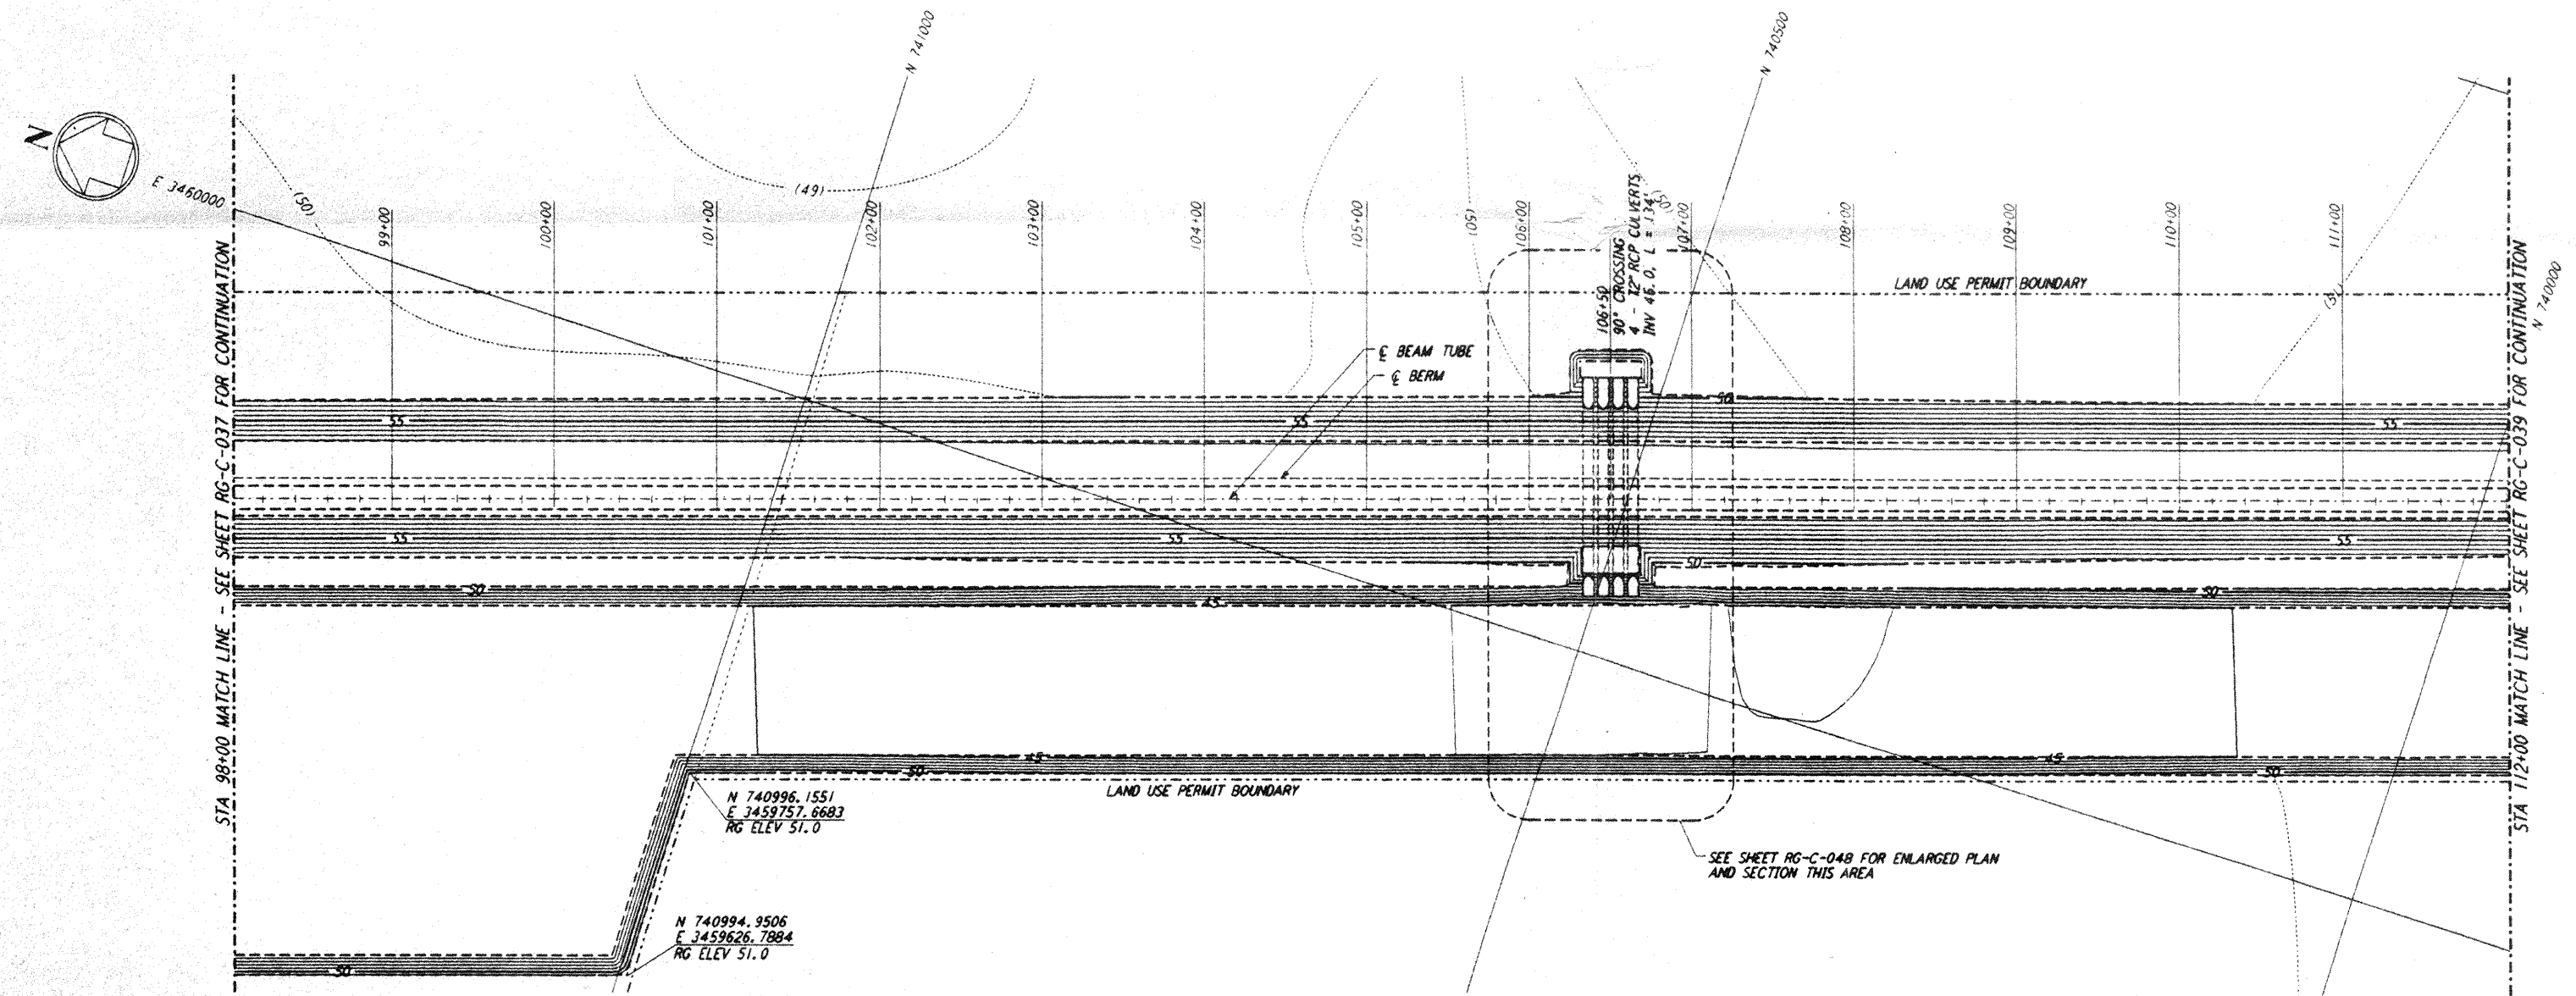 N 741000
N 740500
N
E 3460000
(50)
(49)
99+00
100+00
101+00
102+00
103+00
104+00
105+00
(50)
106+00
107+00
108+00
109+00
110+00
111+00
106+50
90° CROSSING
4 - 72" RCP CULVERTS
INV 46.0, L = 134'
(50)
LAND USE PERMIT BOUNDARY
N 740000
STA 98+00 MATCH LINE - SEE SHEET RG-C-037 FOR CONTINUATION
STA 112+00 MATCH LINE - SEE SHEET RG-C-039 FOR CONTINUATION
℄ BEAM TUBE
℄ BERM
50
55
55
55
55
55
55
50
50
45
50
45
50
45
50
LAND USE PERMIT BOUNDARY
N 740996.1551
E 3459757.6683
RG ELEV 51.0
SEE SHEET RG-C-048 FOR ENLARGED PLAN
AND SECTION THIS AREA
N 740994.9506
E 3459626.7884
RG ELEV 51.0
50